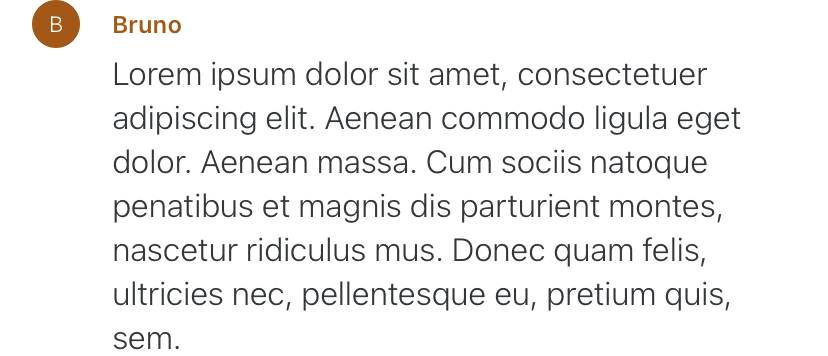 B
Bruno
Lorem ipsum dolor sit amet, consectetuer
adipiscing elit. Aenean commodo ligula eget
dolor. Aenean massa. Cum sociis natoque
penatibus et magnis dis parturient montes,
nascetur ridiculus mus. Donec quam felis,
ultricies nec, pellentesque eu, pretium quis,
sem.